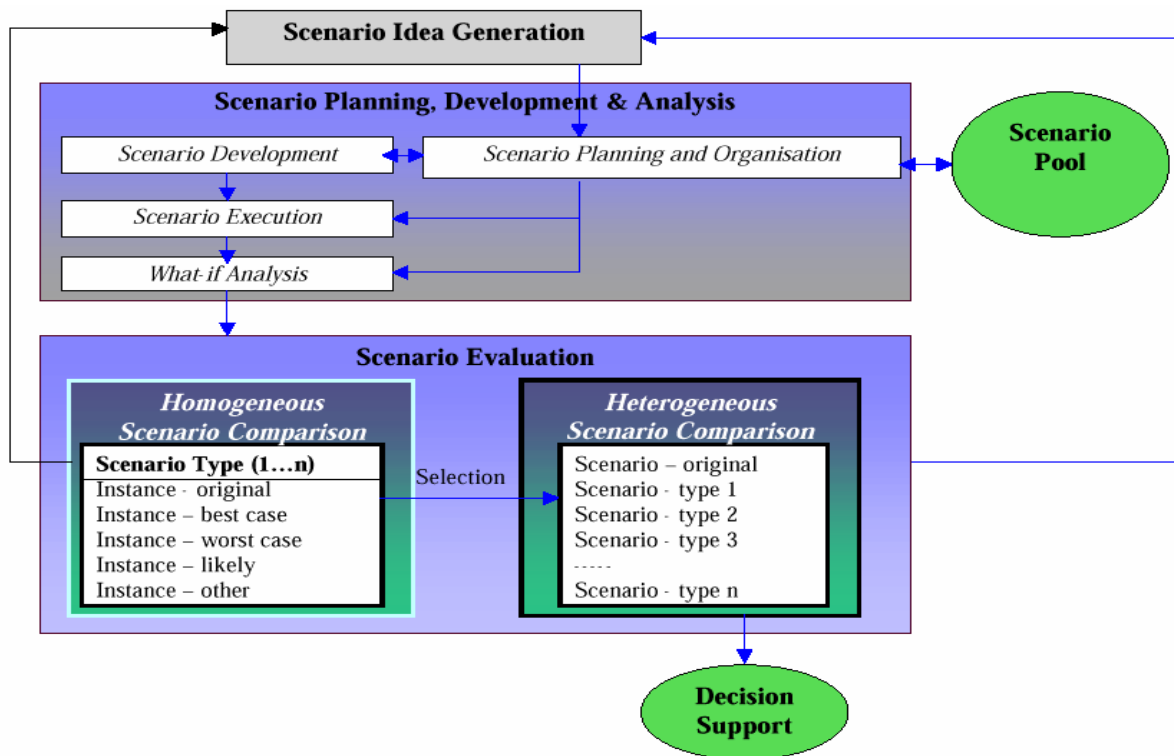 Scenario Idea Generation
Scenario Planning, Development & Analysis
Scenario Development
Scenario Planning and Organisation
Scenario
Pool
Scenario Execution
What-if Analysis
Scenario Evaluation
Homogeneous
Scenario Comparison
Scenario Type (1...n)
Instance - original
Instance – best case
Instance – worst case
Instance – likely
Instance – other
Selection
Heterogeneous
Scenario Comparison
Scenario – original
Scenario - type 1
Scenario - type 2
Scenario - type 3
-----
Scenario - type n
Decision
Support